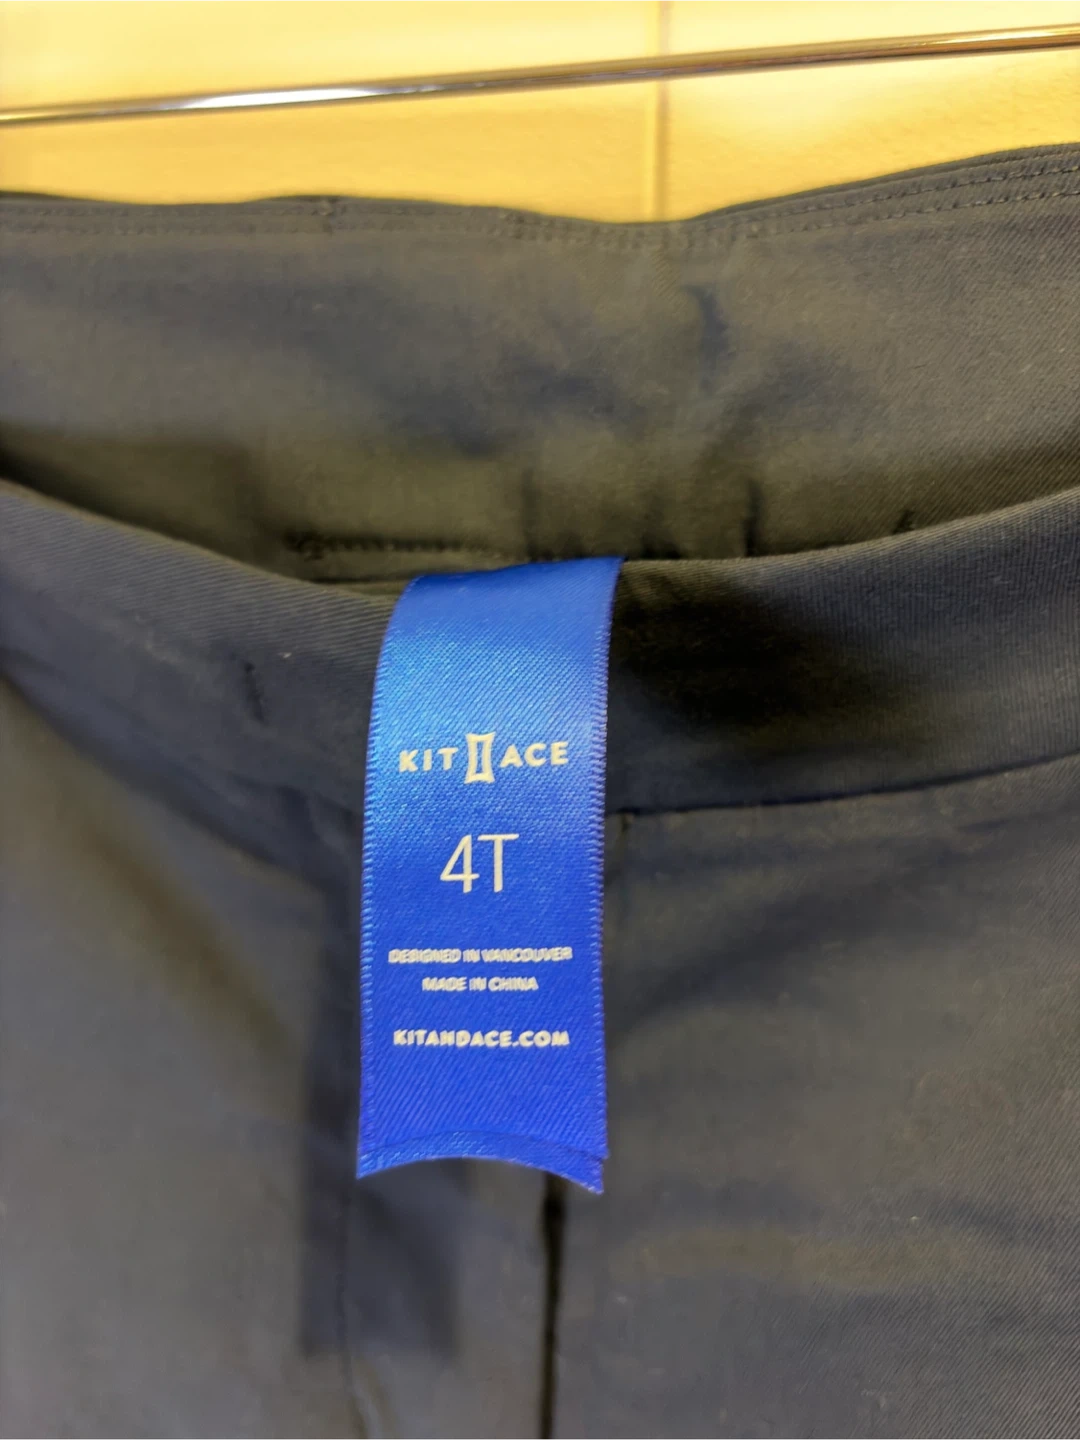 KIT ACE
4T
DESIGNED IN VANCOUVER
MADE IN CHINA
KITANDACE.COM